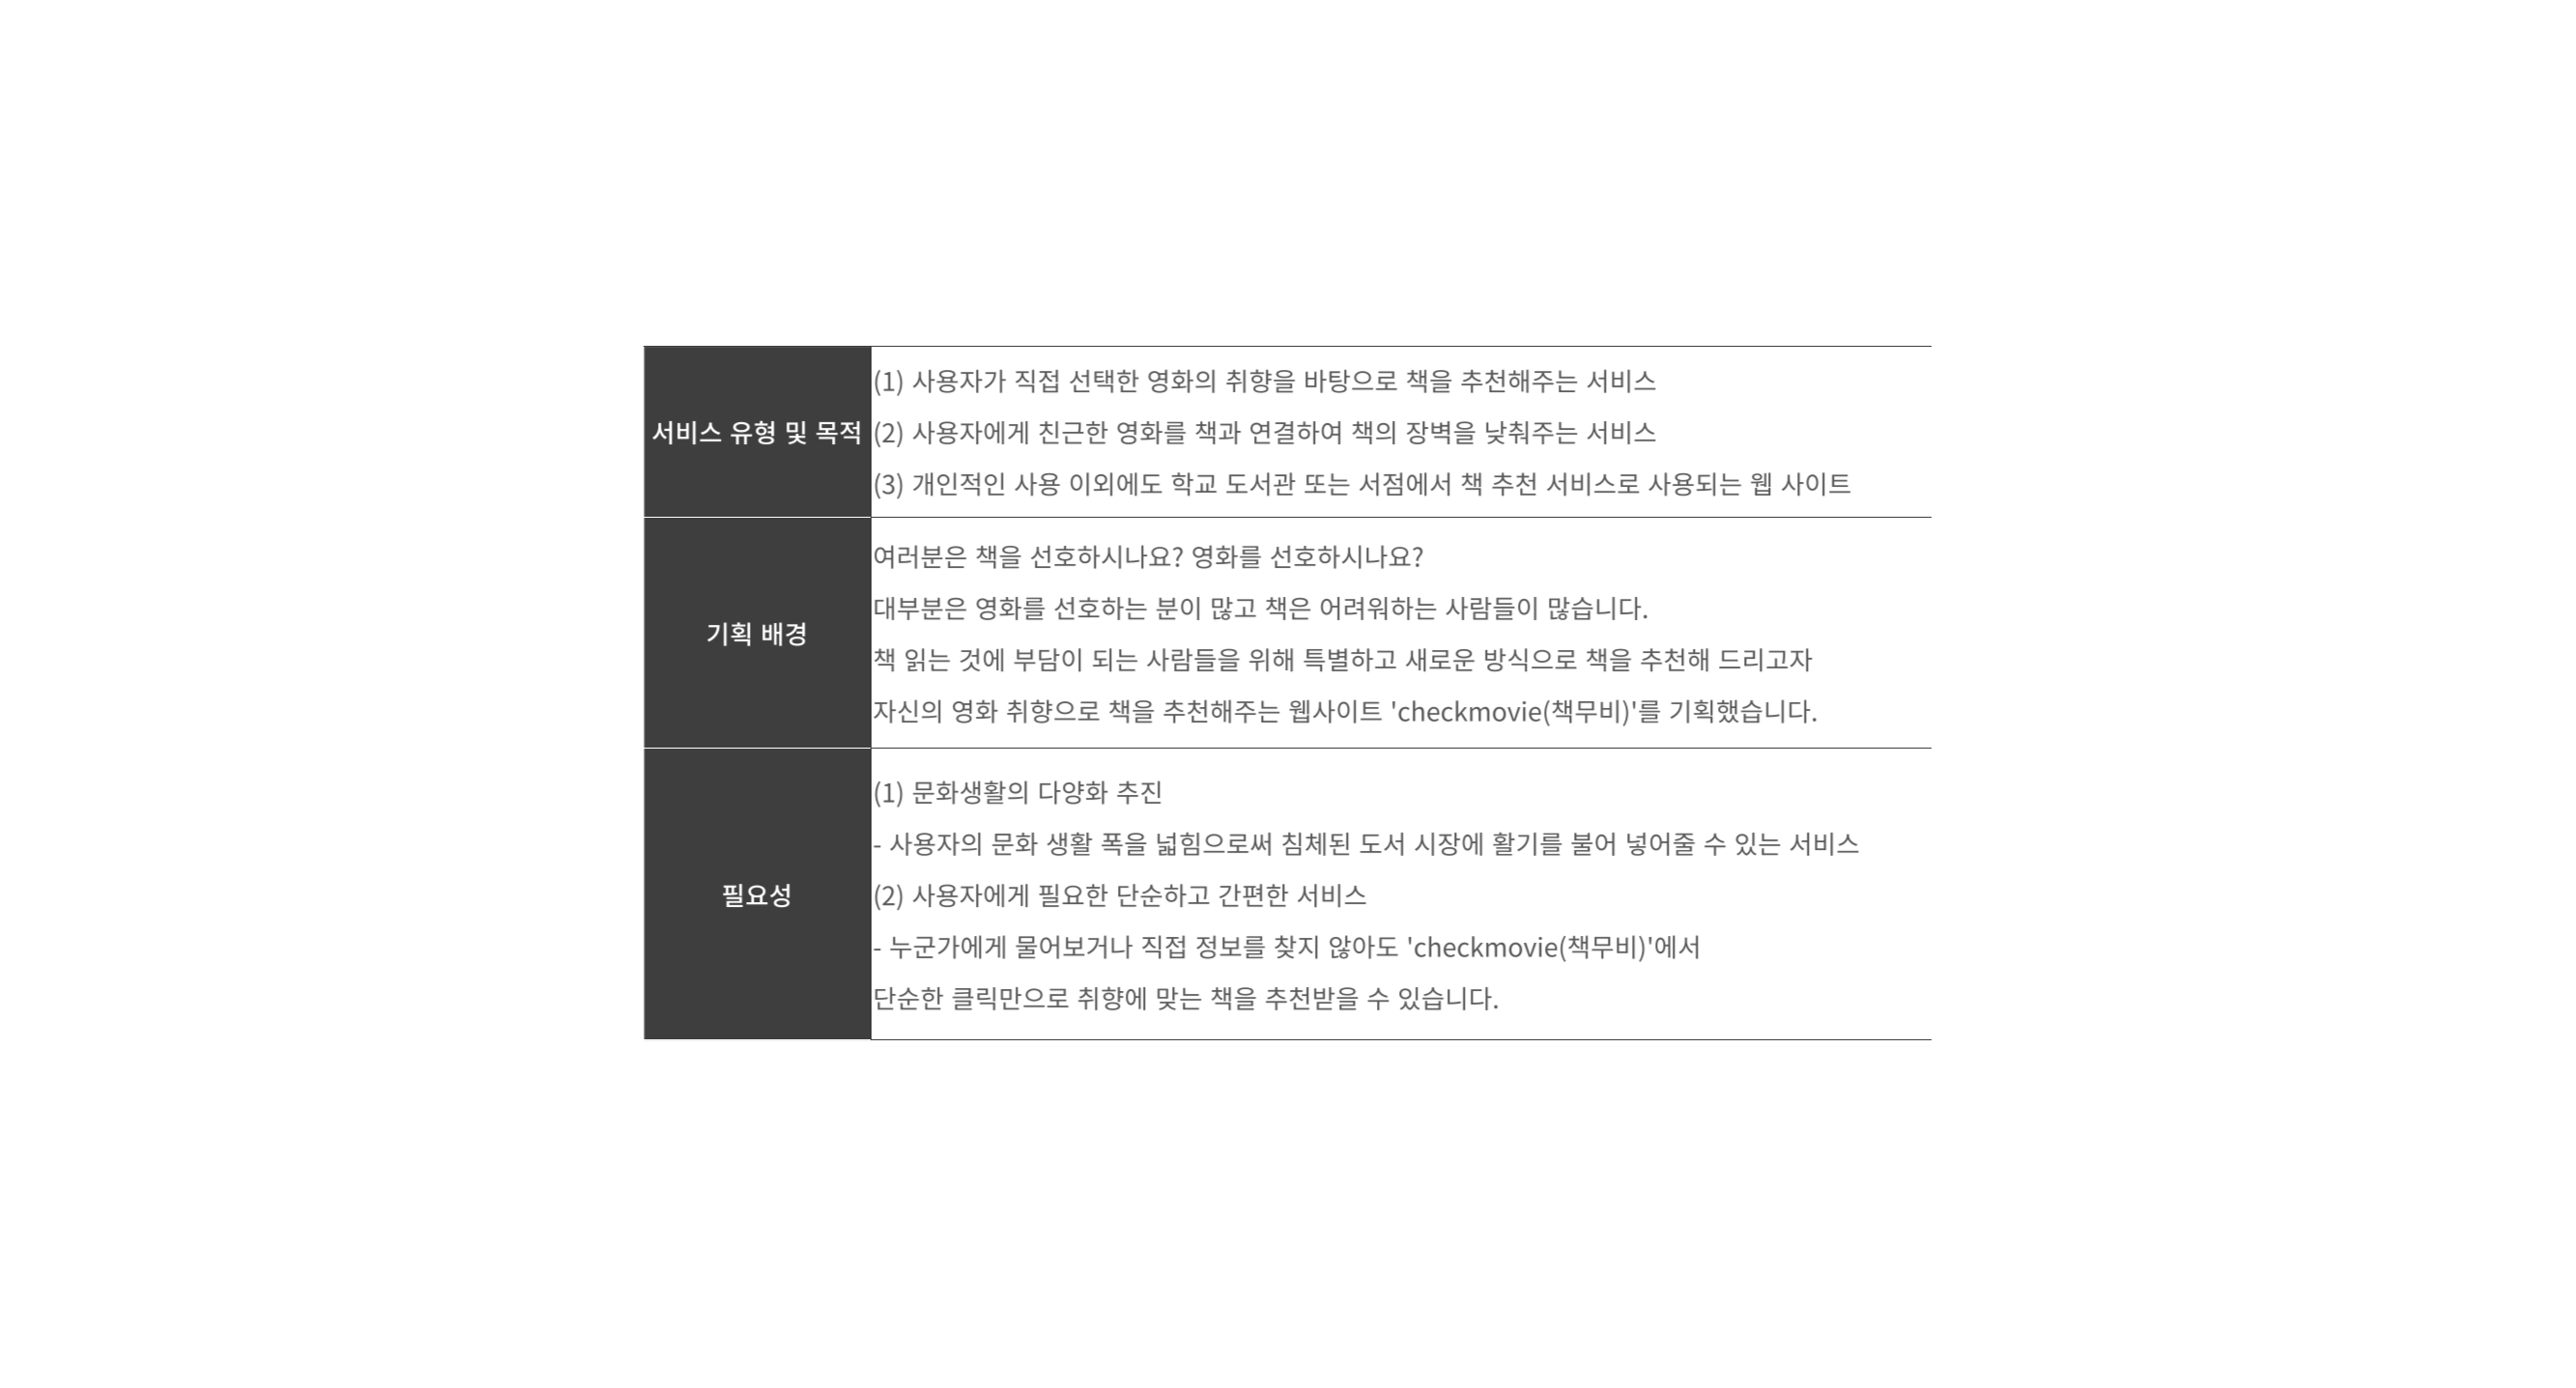 서비스 유형 및 목적
(1) 사용자가 직접 선택한 영화의 취향을 바탕으로 책을 추천해주는 서비스
(2) 사용자에게 친근한 영화를 책과 연결하여 책의 장벽을 낮춰주는 서비스
(3) 개인적인 사용 이외에도 학교 도서관 또는 서점에서 책 추천 서비스로 사용되는 웹 사이트
기획 배경
여러분은 책을 선호하시나요? 영화를 선호하시나요?
대부분은 영화를 선호하는 분이 많고 책은 어려워하는 사람들이 많습니다.
책 읽는 것에 부담이 되는 사람들을 위해 특별하고 새로운 방식으로 책을 추천해 드리고자
자신의 영화 취향으로 책을 추천해주는 웹사이트 'checkmovie(책무비)'를 기획했습니다.
필요성
(1) 문화생활의 다양화 추진
- 사용자의 문화 생활 폭을 넓힘으로써 침체된 도서 시장에 활기를 불어 넣어줄 수 있는 서비스
(2) 사용자에게 필요한 단순하고 간편한 서비스
- 누군가에게 물어보거나 직접 정보를 찾지 않아도 'checkmovie(책무비)'에서
단순한 클릭만으로 취향에 맞는 책을 추천받을 수 있습니다.